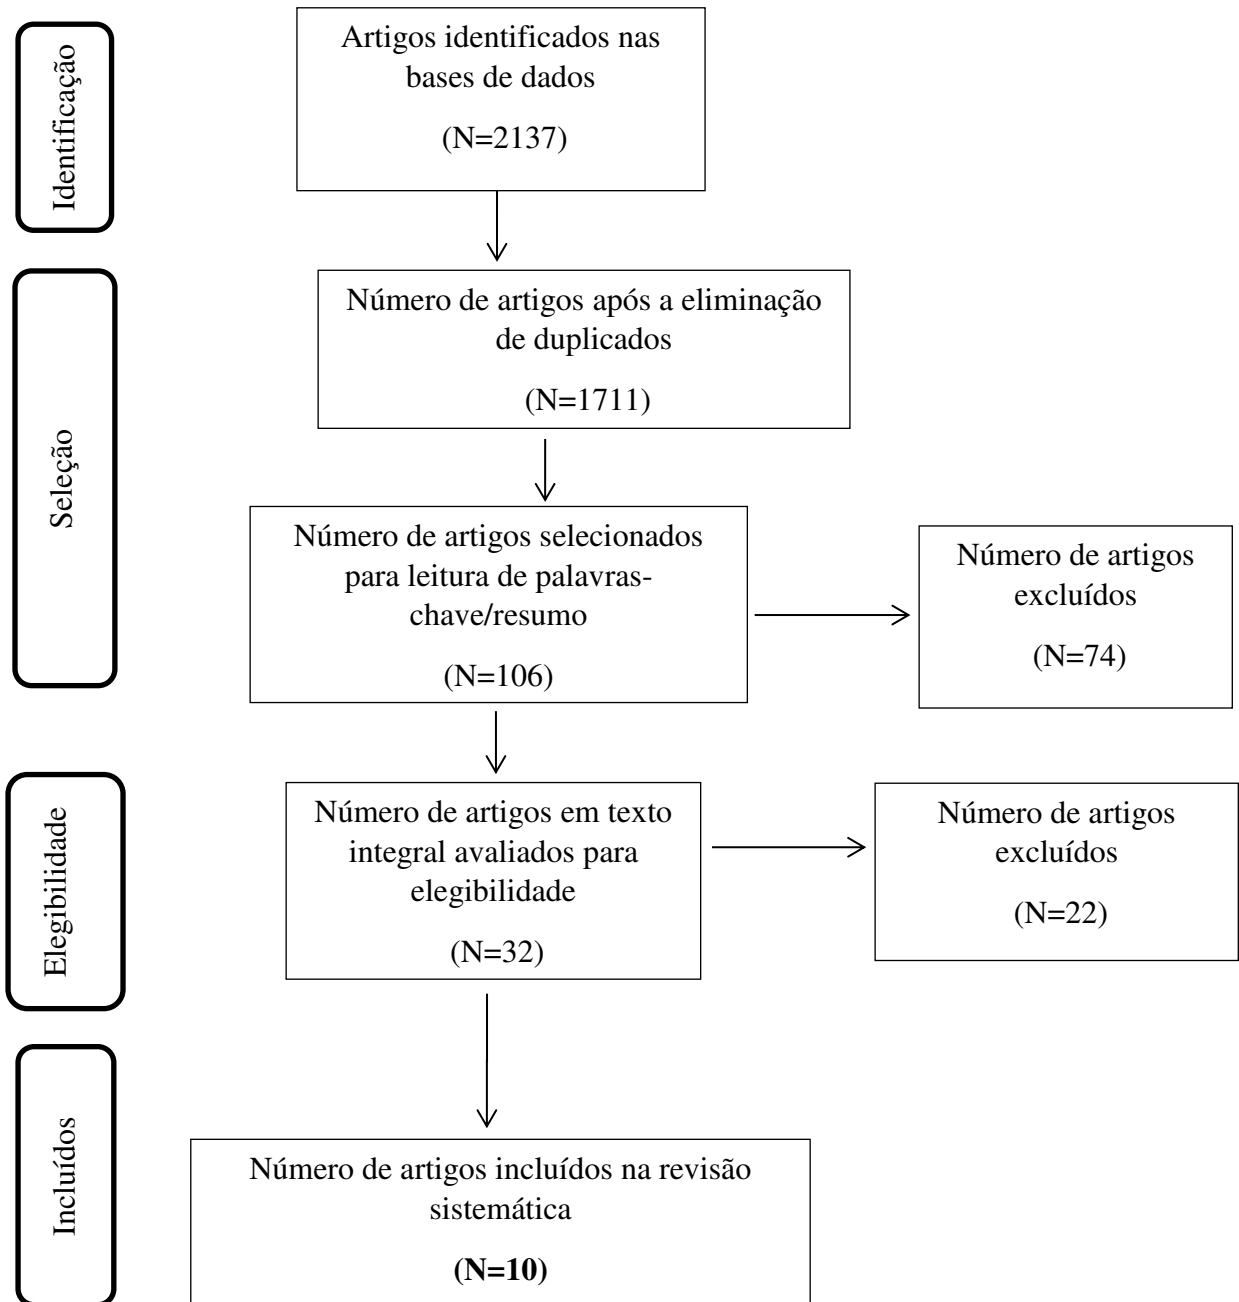 Identificação
Artigos identificados nas
bases de dados
(N=2137)
Seleção
Número de artigos após a eliminação
de duplicados
(N=1711)
Número de artigos selecionados
para leitura de palavras-
chave/resumo
(N=106)
Número de artigos
excluídos
(N=74)
Elegibilidade
Número de artigos em texto
integral avaliados para
elegibilidade
(N=32)
Número de artigos
excluídos
(N=22)
Incluídos
Número de artigos incluídos na revisão
sistemática
(N=10)